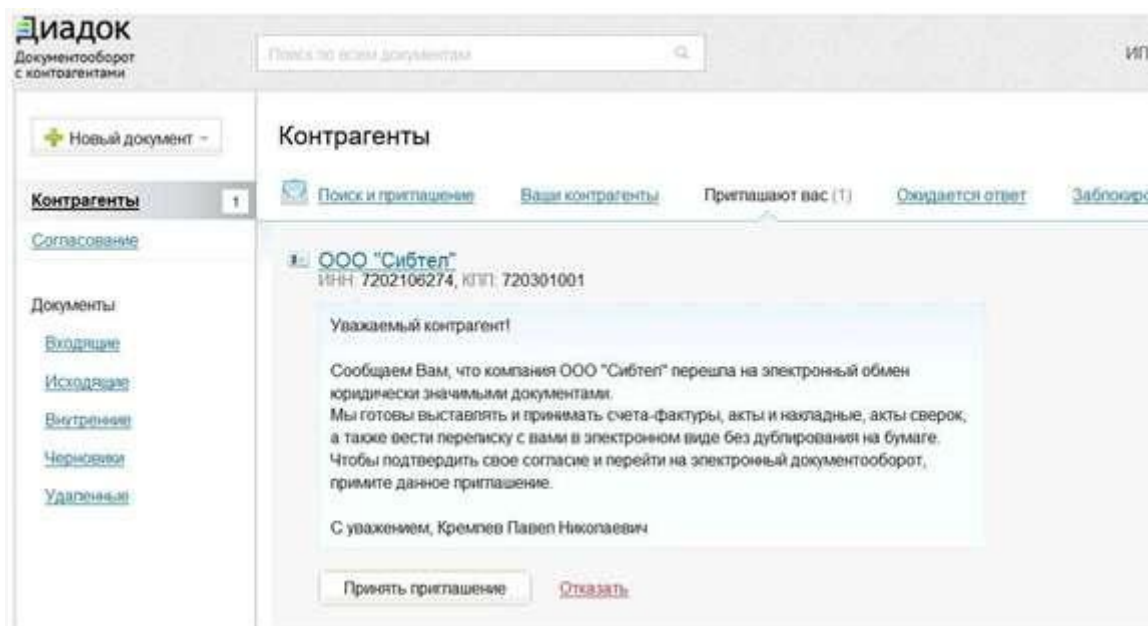 Диадок
Документооборот
с контрагентами
Поиск по всем документам
ИП
Новый документ
Контрагенты
Контрагенты 1
Поиск и приглашение Ваши контрагенты Приглашают вас (1) Ожидается ответ Заблокиро
Согласование
ООО "Сибтел"
ИНН: 7202106274, КПП: 720301001
Документы
Входящие
Исходящие
Внутренние
Черновики
Удаленные
Уважаемый контрагент!
Сообщаем Вам, что компания ООО "Сибтел" перешла на электронный обмен
юридически значимыми документами.
Мы готовы выставлять и принимать счета-фактуры, акты и накладные, акты сверок,
а также вести переписку с вами в электронном виде без дублирования на бумаге.
Чтобы подтвердить свое согласие и перейти на электронный документооборот,
примите данное приглашение.
С уважением, Кремлев Павел Николаевич
Принять приглашение Отказать